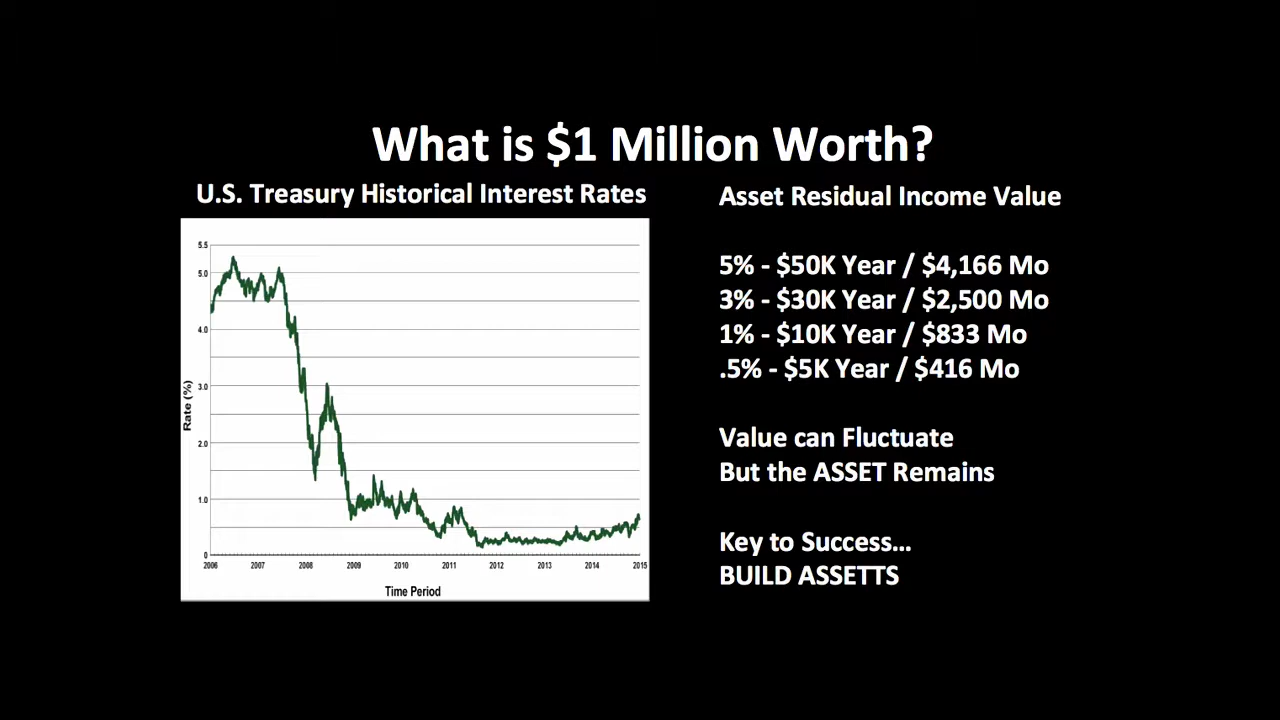 What is $1 Million Worth?
U.S. Treasury Historical Interest Rates
5.5
5.0
4.0
3.0
2.0
1.0
0
Rate (%)
2006 2007 2008 2009 2010 2011 2012 2013 2014 2015
Time Period
Asset Residual Income Value
5% - $50K Year / $4,166 Mo
3% - $30K Year / $2,500 Mo
1% - $10K Year / $833 Mo
.5% - $5K Year / $416 Mo
Value can Fluctuate
But the ASSET Remains
Key to Success...
BUILD ASSETTS